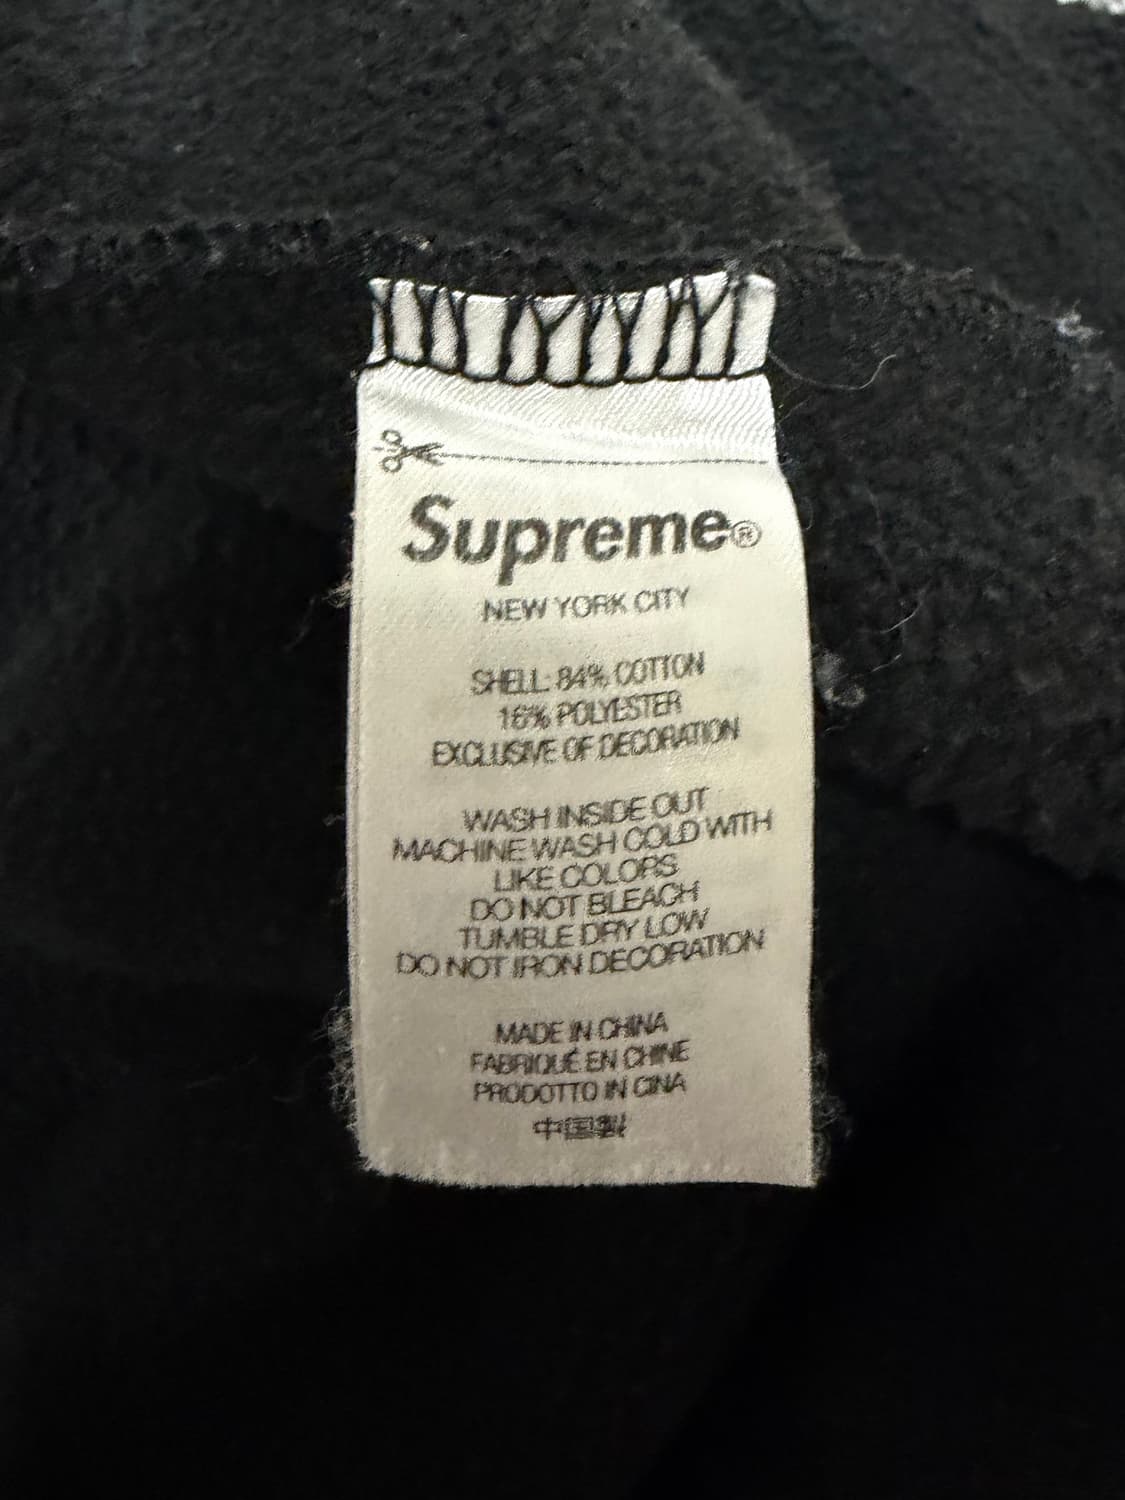 Supreme®
NEW YORK CITY
SHELL: 84% COTTON
16% POLYESTER
EXCLUSIVE OF DECORATION
WASH INSIDE OUT
MACHINE WASH COLD WITH
LIKE COLORS
DO NOT BLEACH
TUMBLE DRY LOW
DO NOT IRON DECORATION
MADE IN CHINA
FABRIQUÉ EN CHINE
PRODOTTO IN CINA
中国製